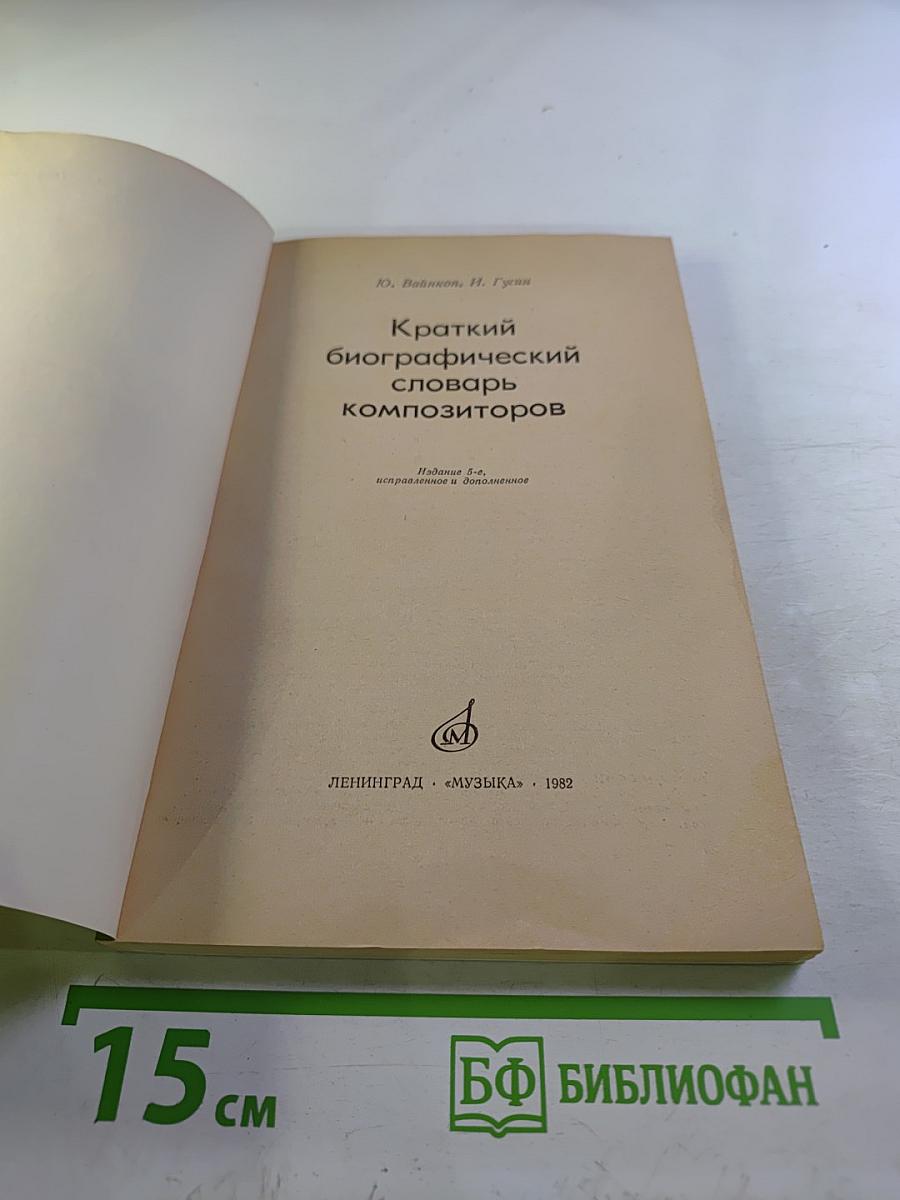 Ю. Вайнкоп, И. Гусин
Краткий
биографический
словарь
композиторов
Издание 5-е,
исправленное и дополненное
М
ЛЕНИНГРАД · «МУЗЫКА» · 1982
15 см
БФ БИБЛИОФАН